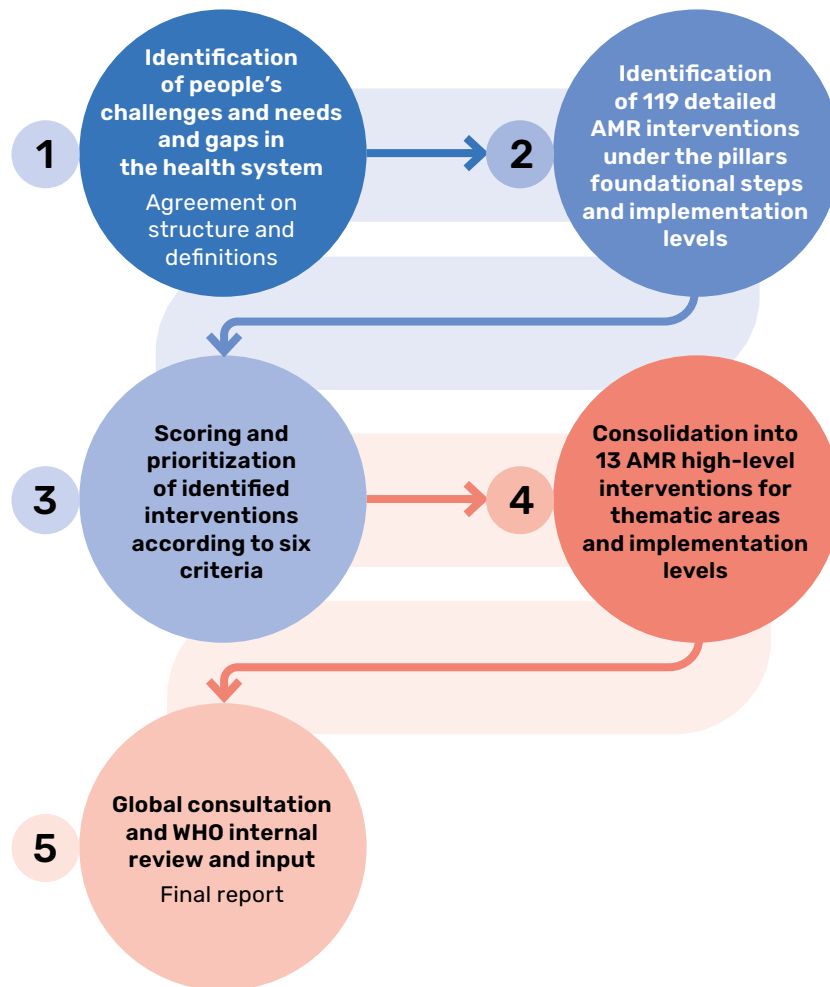 1
Identification
of people’s
challenges and needs
and gaps in
the health system
Agreement on
structure and
definitions
2
Identification
of 119 detailed
AMR interventions
under the pillars
foundational steps
and implementation
levels
3
Scoring and
prioritization
of identified
interventions
according to six
criteria
4
Consolidation into
13 AMR high-level
interventions for
thematic areas
and implementation
levels
5
Global consultation
and WHO internal
review and input
Final report